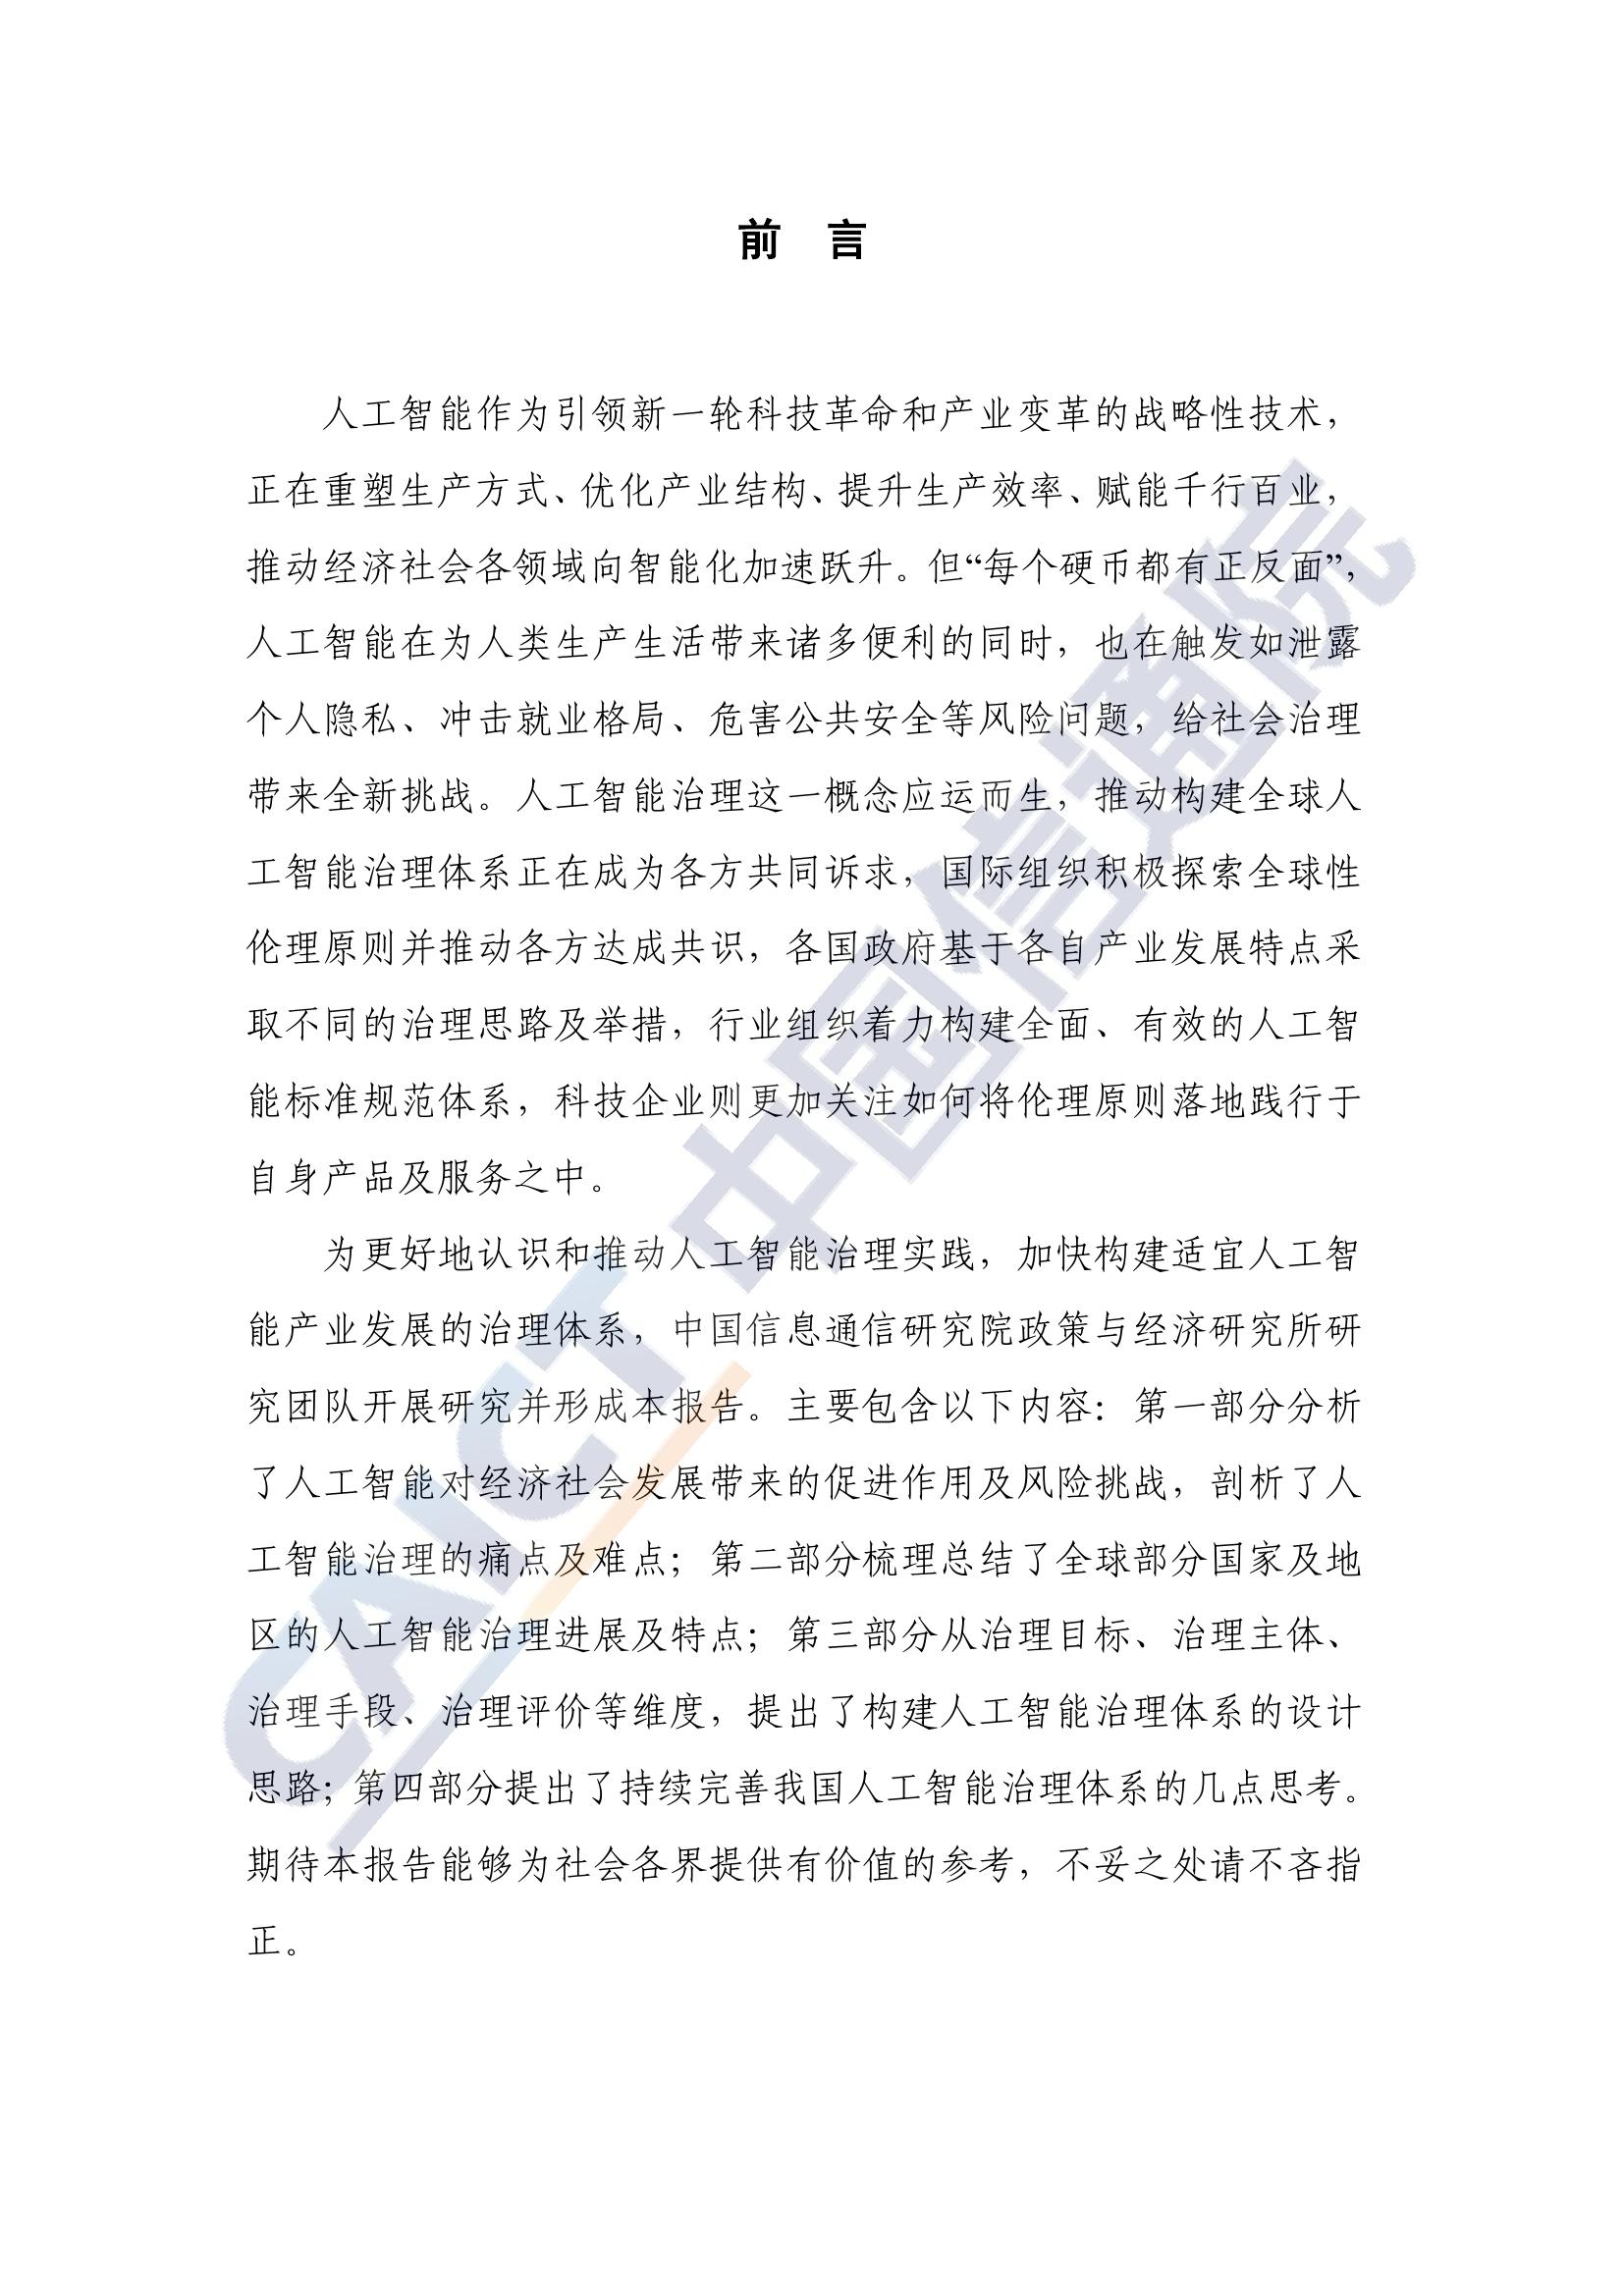 前 言
人工智能作为引领新一轮科技革命和产业变革的战略性技术，
正在重塑生产方式、优化产业结构、提升生产效率、赋能千行百业，
推动经济社会各领域向智能化加速跃升。但“每个硬币都有正反面”，
人工智能在为人类生产生活带来诸多便利的同时，也在触发如泄露
个人隐私、冲击就业格局、危害公共安全等风险问题，给社会治理
带来全新挑战。人工智能治理这一概念应运而生，推动构建全球人
工智能治理体系正在成为各方共同诉求，国际组织积极探索全球性
伦理原则并推动各方达成共识，各国政府基于各自产业发展特点采
取不同的治理思路及举措，行业组织着力构建全面、有效的人工智
能标准规范体系，科技企业则更加关注如何将伦理原则落地践行于
自身产品及服务之中。
为更好地认识和推动人工智能治理实践，加快构建适宜人工智
能产业发展的治理体系，中国信息通信研究院政策与经济研究所研
究团队开展研究并形成本报告。主要包含以下内容：第一部分分析
了人工智能对经济社会发展带来的促进作用及风险挑战，剖析了人
工智能治理的痛点及难点；第二部分梳理总结了全球部分国家及地
区的人工智能治理进展及特点；第三部分从治理目标、治理主体、
治理手段、治理评价等维度，提出了构建人工智能治理体系的设计
思路；第四部分提出了持续完善我国人工智能治理体系的几点思考。
期待本报告能够为社会各界提供有价值的参考，不妥之处请不吝指
正。
CAICT 中国信通院